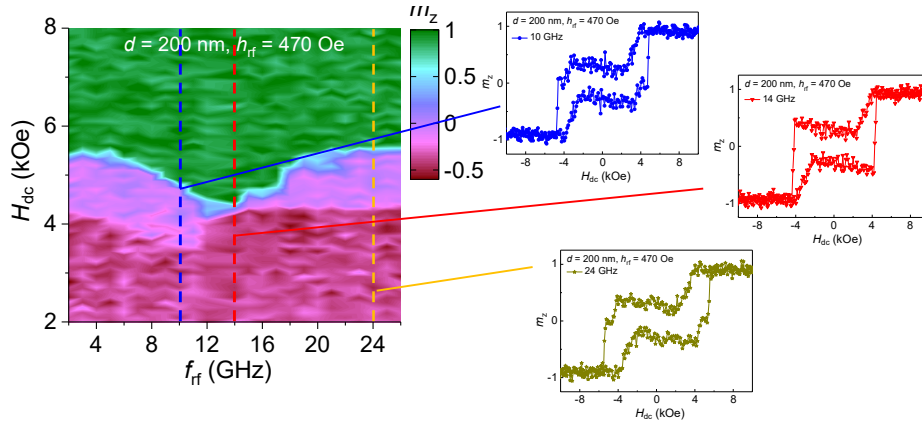 d = 200 nm, h_rf = 470 Oe
H_dc (kOe)
8
6
4
2
4 8 12 16 20 24
f_rf (GHz)
m_z
1
0.5
0
-0.5
d = 200 nm, h_rf = 470 Oe
10 GHz
m_z
1
0
-1
-8 -4 0 4 8
H_dc (kOe)
d = 200 nm, h_rf = 470 Oe
14 GHz
m_z
1
0
-1
-8 -4 0 4 8
H_dc (kOe)
d = 200 nm, h_rf = 470 Oe
24 GHz
m_z
1
0
-1
-8 -4 0 4 8
H_dc (kOe)